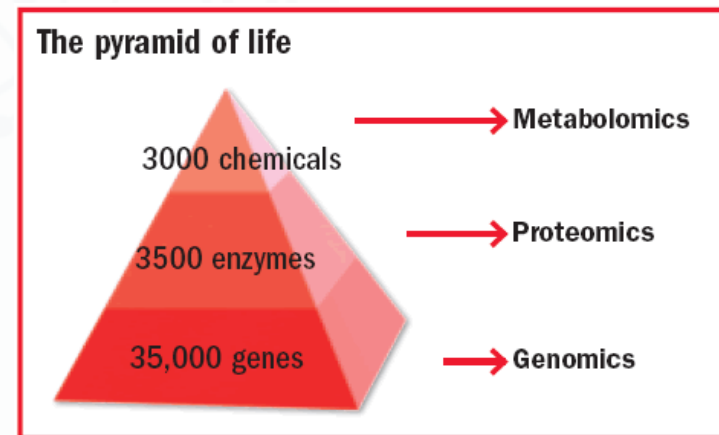 The pyramid of life
3000 chemicals
Metabolomics
3500 enzymes
Proteomics
35,000 genes
Genomics